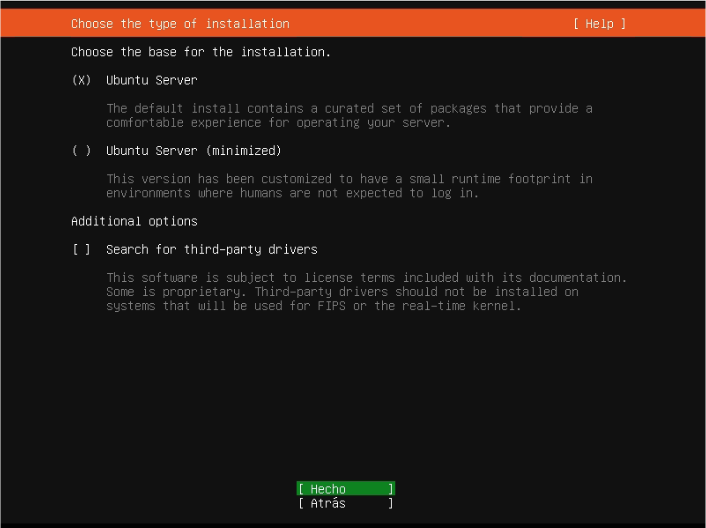 Choose the type of installation [ Help ]
Choose the base for the installation.
(X) Ubuntu Server
The default install contains a curated set of packages that provide a
comfortable experience for operating your server.
( ) Ubuntu Server (minimized)
This version has been customized to have a small runtime footprint in
environments where humans are not expected to log in.
Additional options
[ ] Search for third-party drivers
This software is subject to license terms included with its documentation.
Some is proprietary. Third-party drivers should not be installed on
systems that will be used for FIPS or the real-time kernel.
[ Hecho ]
[ Atrás ]